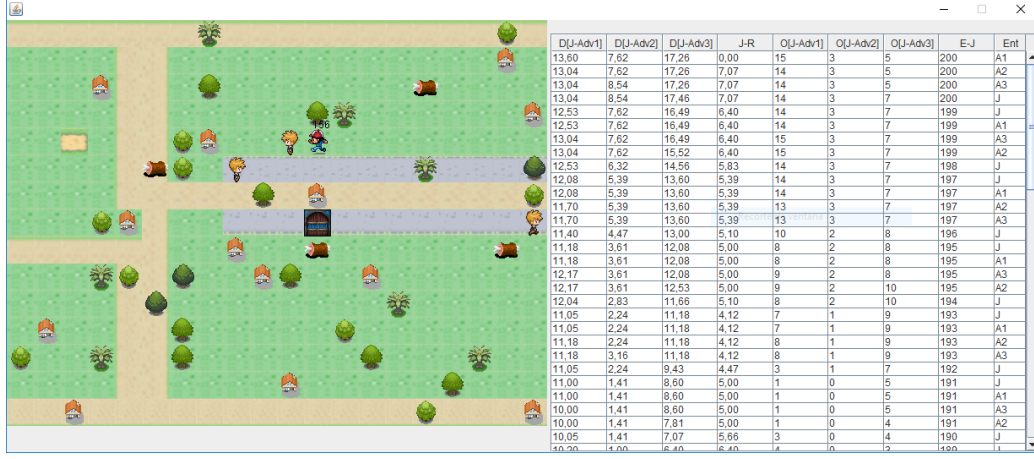 D[J-Adv1] D[J-Adv2] D[J-Adv3] J-R O[J-Adv1] O[J-Adv2] O[J-Adv3] E-J Ent
13,60 7,62 17,26 0,00 15 3 5 200 A1
13,04 7,62 17,26 7,07 14 3 5 200 A2
13,04 8,54 17,26 7,07 14 3 5 200 A3
13,04 8,54 17,46 7,07 14 3 7 200 J
12,53 7,62 16,49 6,40 14 3 7 199 J
12,53 7,62 16,49 6,40 14 3 7 199 A1
13,04 7,62 16,49 6,40 15 3 7 199 A3
13,04 7,62 15,52 6,40 15 3 7 199 A2
12,53 6,32 14,56 5,83 14 3 7 198 J
12,08 5,39 13,60 5,39 14 3 7 197 J
12,08 5,39 13,60 5,39 14 3 7 197 A1
11,70 5,39 13,60 5,39 13 3 7 197 A2
11,70 5,39 13,60 5,39 13 3 7 197 A3
11,40 4,47 13,00 5,10 10 2 8 196 J
11,18 3,61 12,08 5,00 8 2 8 195 J
11,18 3,61 12,08 5,00 8 2 8 195 A1
12,17 3,61 12,08 5,00 9 2 8 195 A3
12,17 3,61 12,53 5,00 9 2 10 195 A2
12,04 2,83 11,66 5,10 8 2 10 194 J
11,05 2,24 11,18 4,12 7 1 9 193 J
11,05 2,24 11,18 4,12 7 1 9 193 A1
11,18 2,24 11,18 4,12 8 1 9 193 A2
11,18 3,16 11,18 4,12 8 1 9 193 A3
11,05 2,24 9,43 4,47 3 1 7 192 J
11,00 1,41 8,60 5,00 1 0 5 191 J
11,00 1,41 8,60 5,00 1 0 5 191 A1
10,00 1,41 8,60 5,00 1 0 5 191 A3
10,00 1,41 7,81 5,00 1 0 4 191 A2
10,05 1,41 7,07 5,66 3 0 4 190 J
10,20 1,00 6,40 6,40 4 0 3 189 J